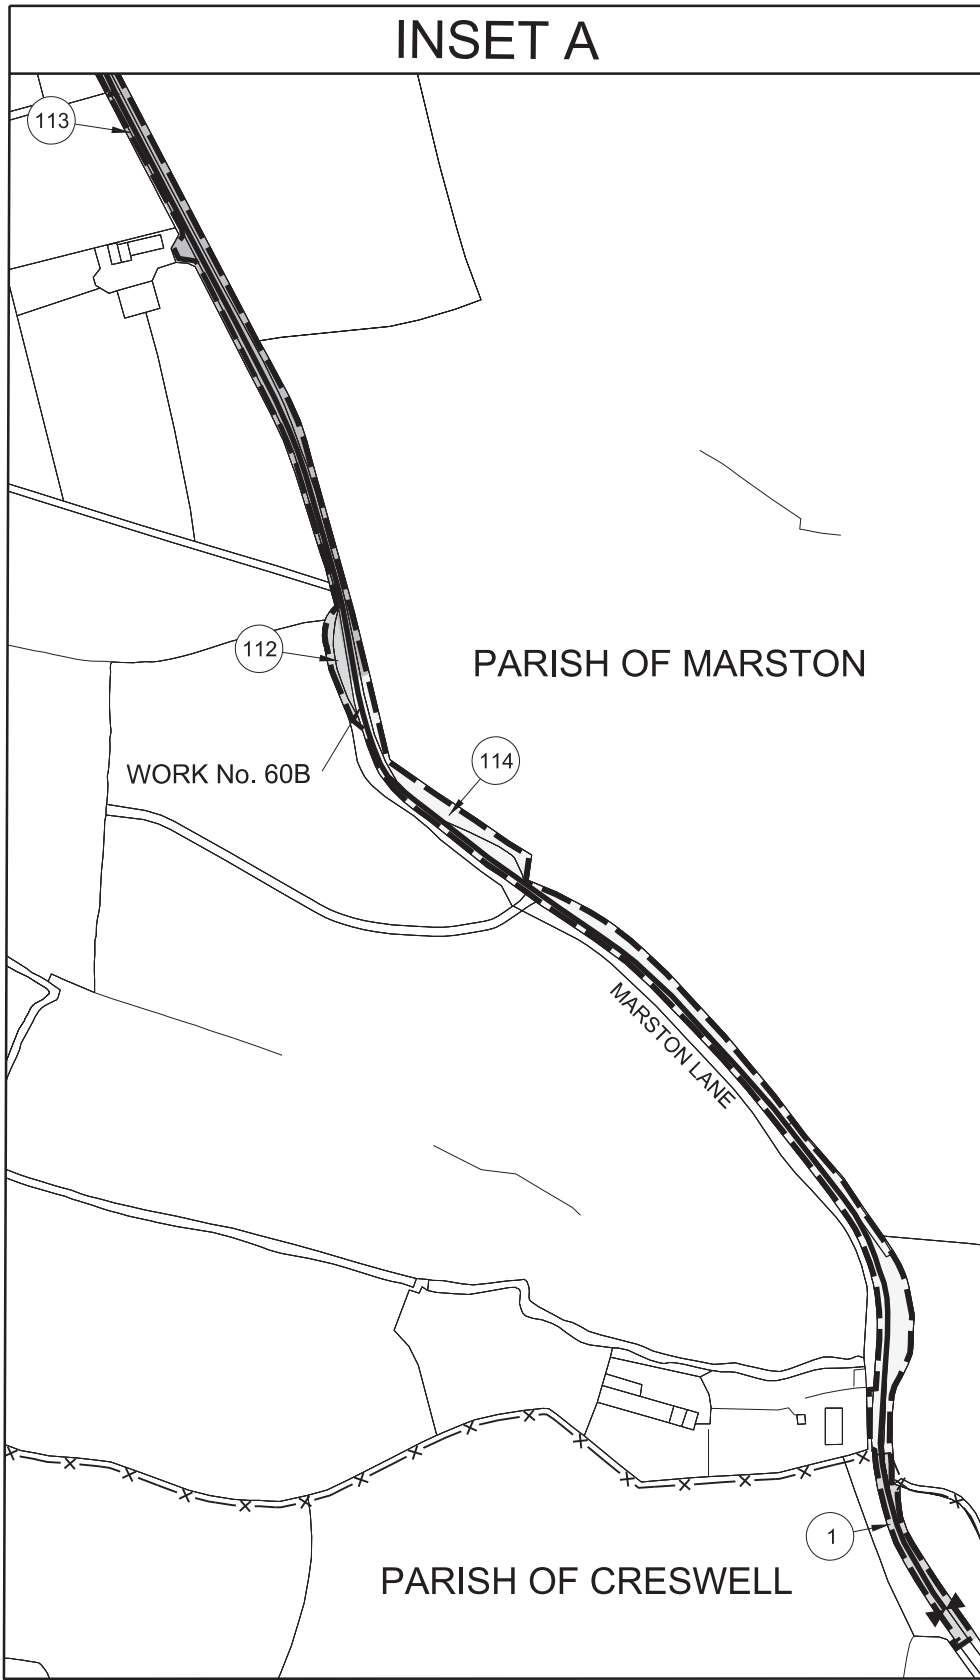 INSET A
113
112
PARISH OF MARSTON
114
WORK No. 60B
MARSTON LANE
1
PARISH OF CRESWELL